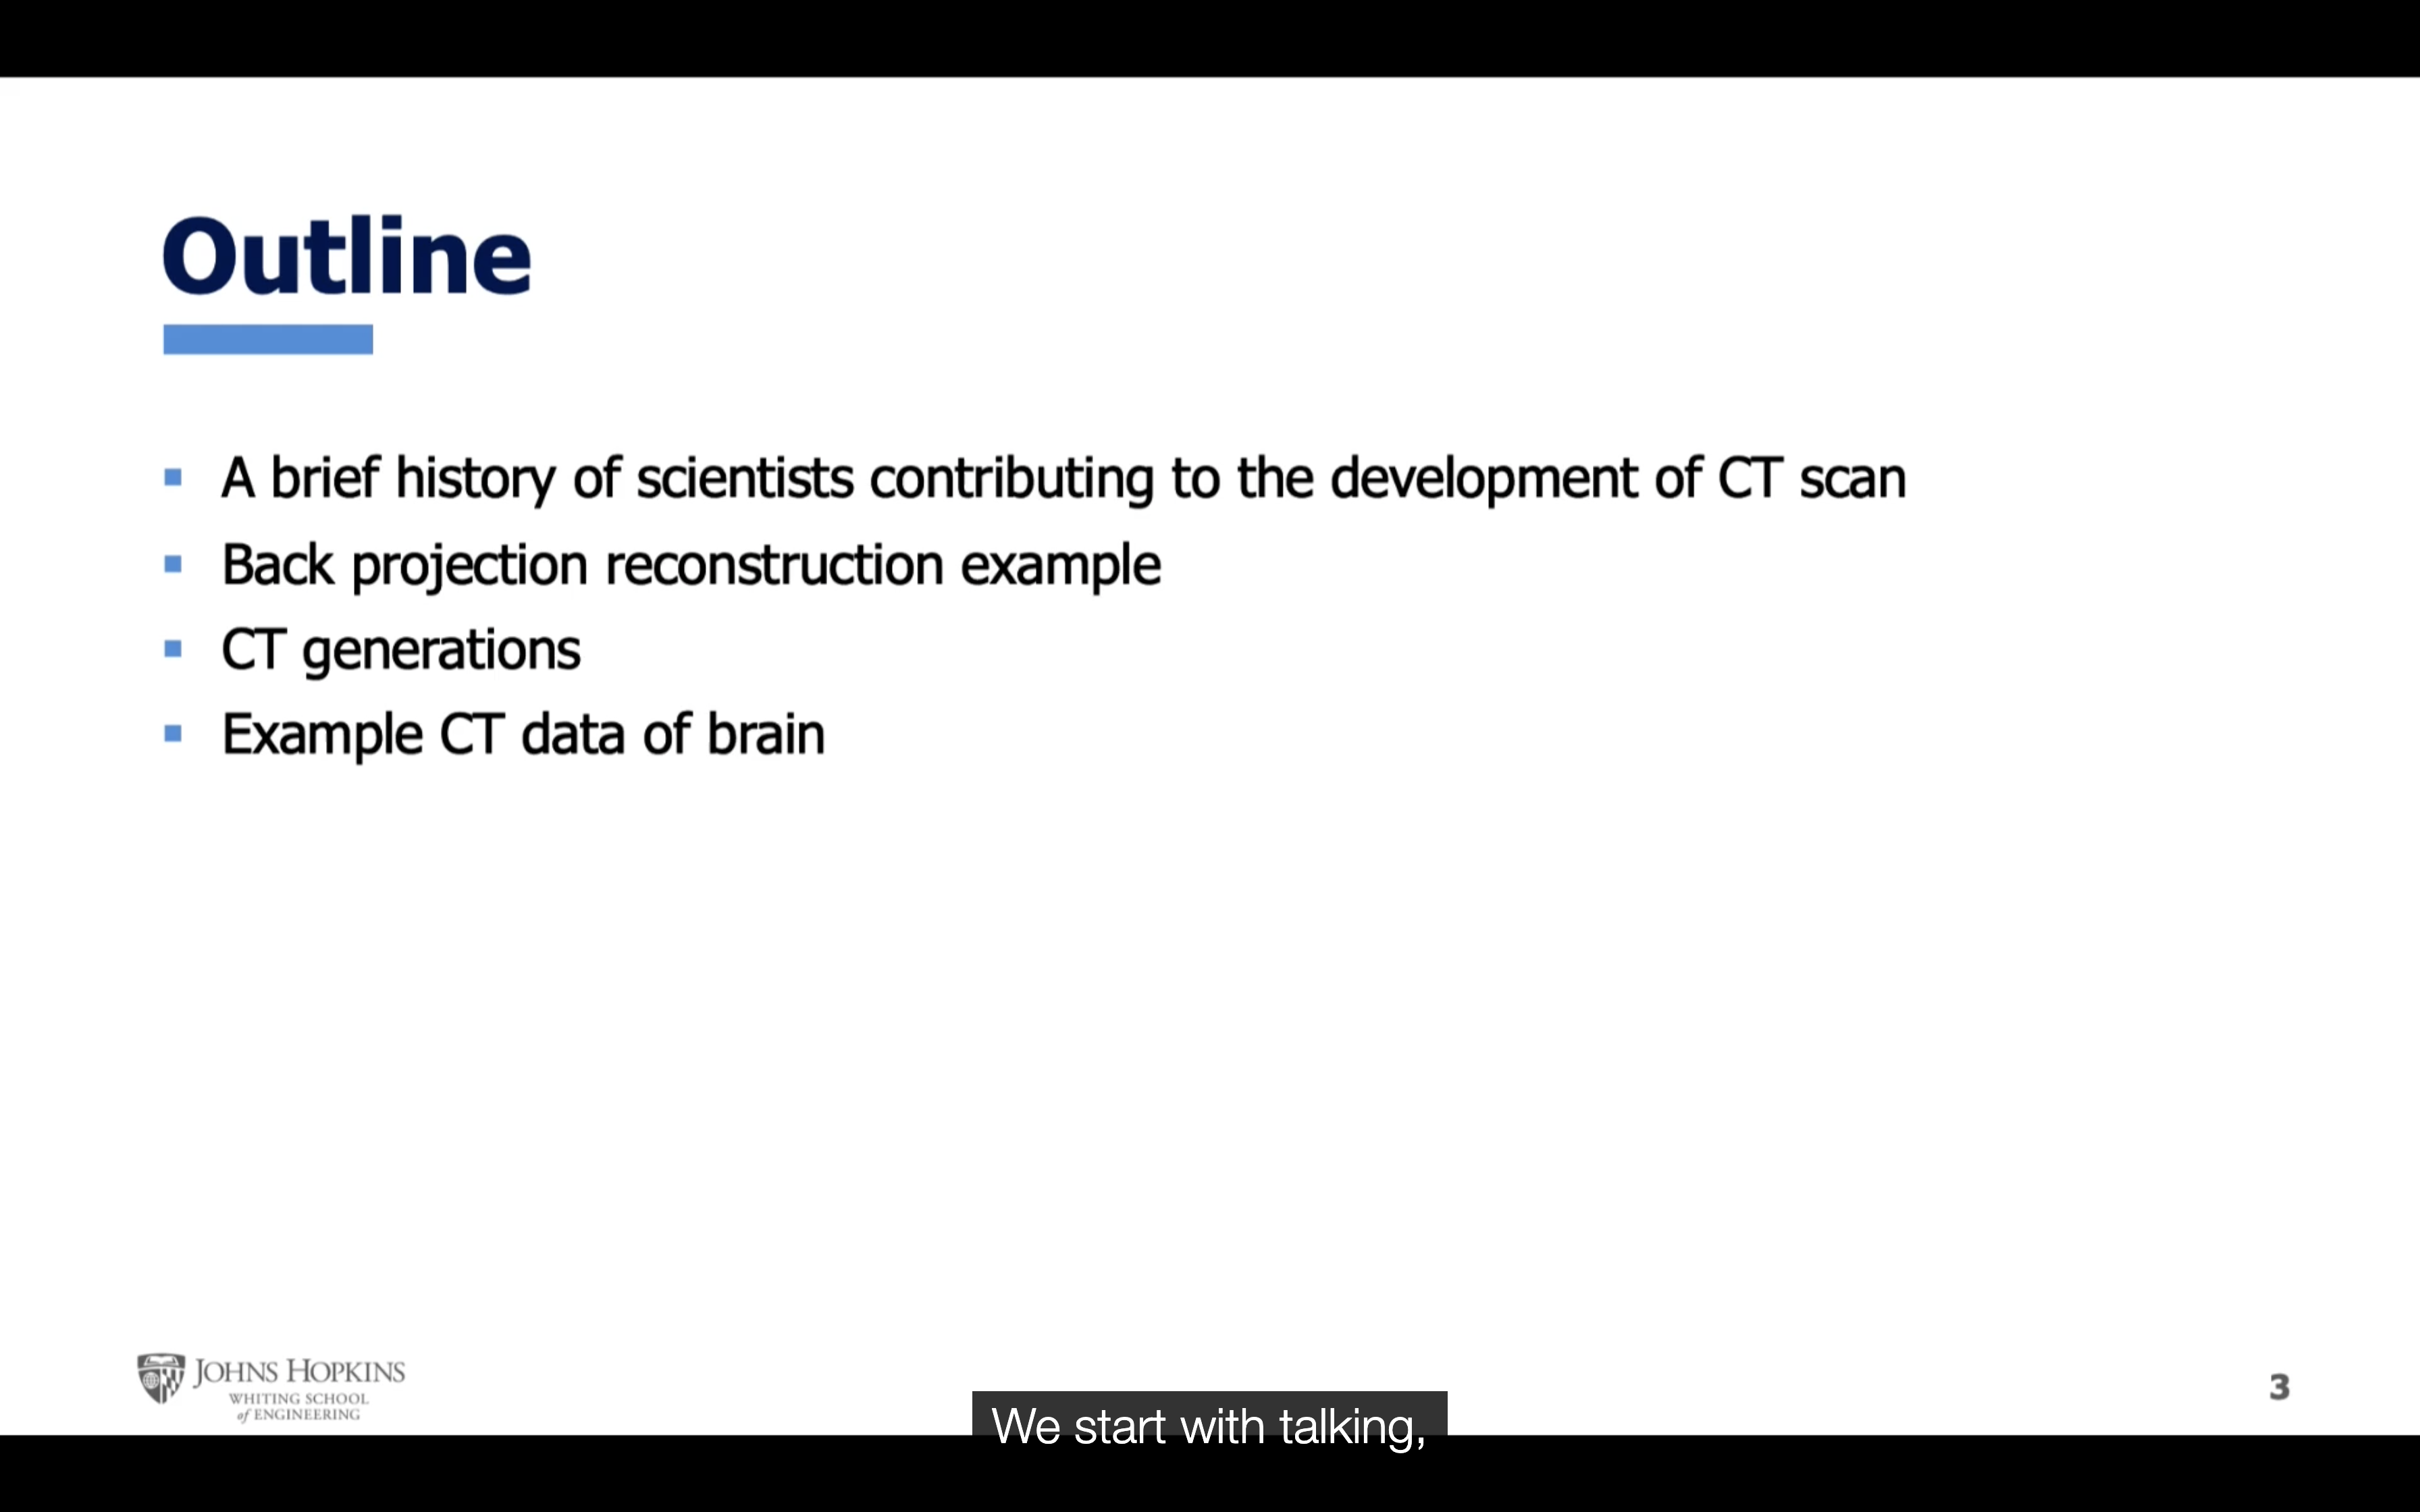 Outline
A brief history of scientists contributing to the development of CT scan
Back projection reconstruction example
CT generations
Example CT data of brain
JOHNS HOPKINS
WHITING SCHOOL
of ENGINEERING
3
We start with talking,